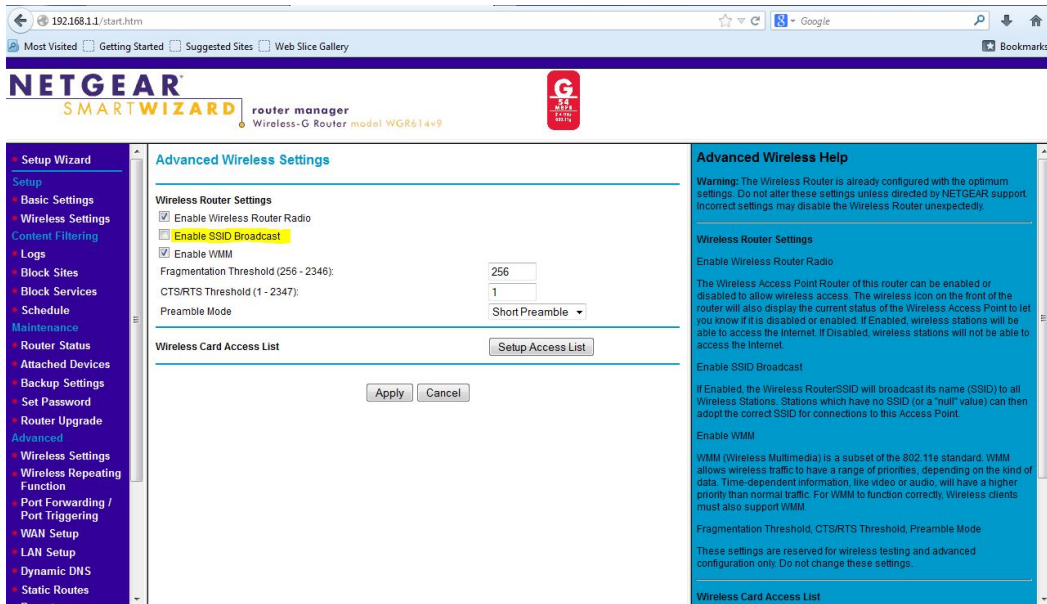 192.168.1.1/start.htm
Google
Most Visited Getting Started Suggested Sites Web Slice Gallery
Bookmarks
NETGEAR
SMARTWIZARD
router manager
Wireless-G Router model WGR614v9
G
54
MBPS
2.4 GHz
802.11g
Setup Wizard
Setup
Basic Settings
Wireless Settings
Content Filtering
Logs
Block Sites
Block Services
Schedule
Maintenance
Router Status
Attached Devices
Backup Settings
Set Password
Router Upgrade
Advanced
Wireless Settings
Wireless Repeating
Function
Port Forwarding /
Port Triggering
WAN Setup
LAN Setup
Dynamic DNS
Static Routes
Advanced Wireless Settings
Wireless Router Settings
Enable Wireless Router Radio
Enable SSID Broadcast
Enable WMM
Fragmentation Threshold (256 - 2346): 256
CTS/RTS Threshold (1 - 2347): 1
Preamble Mode Short Preamble
Wireless Card Access List Setup Access List
Apply Cancel
Advanced Wireless Help
Warning: The Wireless Router is already configured with the optimum
settings. Do not alter these settings unless directed by NETGEAR support.
Incorrect settings may disable the Wireless Router unexpectedly.
Wireless Router Settings
Enable Wireless Router Radio
The Wireless Access Point Router of this router can be enabled or
disabled to allow wireless access. The wireless icon on the front of the
router will also display the current status of the Wireless Access Point to let
you know if it is disabled or enabled. If Enabled, wireless stations will be
able to access the Internet. If Disabled, wireless stations will not be able to
access the Internet.
Enable SSID Broadcast
If Enabled, the Wireless RouterSSID will broadcast its name (SSID) to all
Wireless Stations. Stations which have no SSID (or a "null" value) can then
adopt the correct SSID for connections to this Access Point.
Enable WMM
WMM (Wireless Multimedia) is a subset of the 802.11e standard. WMM
allows wireless traffic to have a range of priorities, depending on the kind of
data. Time-dependent information, like video or audio, will have a higher
priority than normal traffic. For WMM to function correctly, Wireless clients
must also support WMM.
Fragmentation Threshold, CTS/RTS Threshold, Preamble Mode
These settings are reserved for wireless testing and advanced
configuration only. Do not change these settings.
Wireless Card Access List